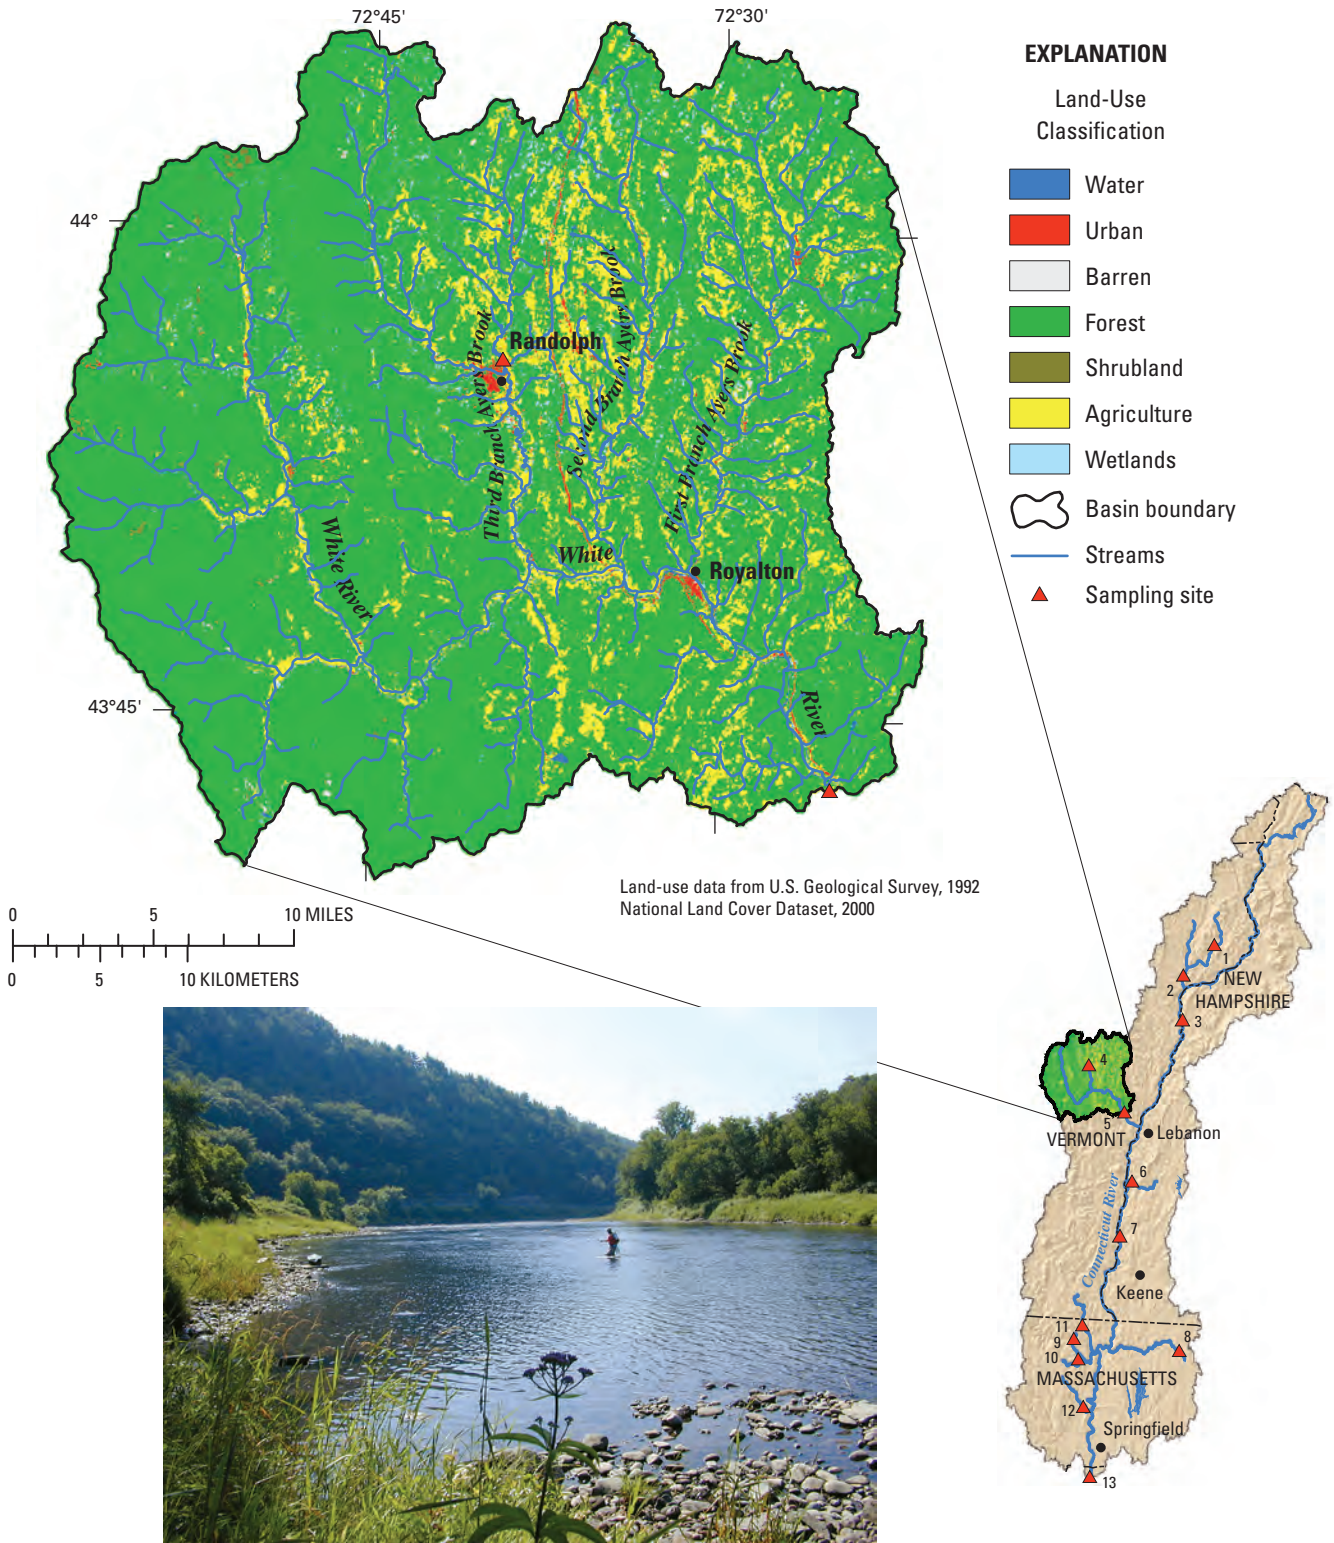 72°45'
72°30'
44°
43°45'
Randolph
Royalton
Third Branch Ayers Brook
Second Branch Ayers Brook
First Branch Ayers Brook
White River
White
River
EXPLANATION
Land-Use
Classification
Water
Urban
Barren
Forest
Shrubland
Agriculture
Wetlands
Basin boundary
Streams
Sampling site
Land-use data from U.S. Geological Survey, 1992
National Land Cover Dataset, 2000
0 5 10 MILES
0 5 10 KILOMETERS
1
NEW
HAMPSHIRE
2
3
4
5
VERMONT
Lebanon
6
Connecticut River
7
Keene
11
9
8
10
MASSACHUSETTS
12
Springfield
13